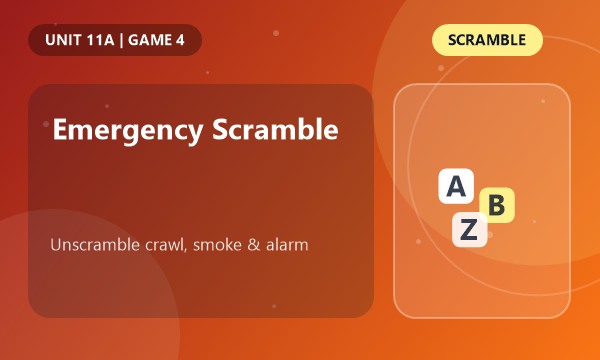 UNIT 11A | GAME 4
SCRAMBLE
Emergency Scramble
Unscramble crawl, smoke & alarm
A
B
Z